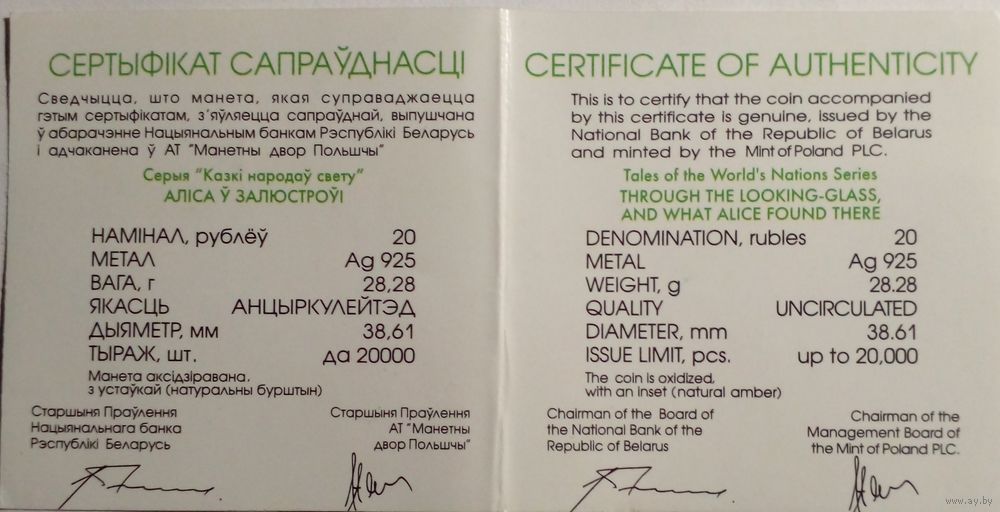 СЕРТЫФІКАТ САПРАЎДНАСЦІ
Сведчыцца, што манета, якая суправаджаецца
гэтым сертыфікатам, з'яўляецца сапраўднай, выпушчана
ў абарачэнне Нацыянальным банкам Рэспублікі Беларусь
і адчаканена ў АТ "Манетны двор Польшчы"
Серыя "Казкі народаў свету"
АЛІСА Ў ЗАЛЮСТРОЎІ
НАМІНАЛ, рублёў 20
МЕТАЛ Ag 925
ВАГА, г 28,28
ЯКАСЦЬ АНЦЫРКУЛЕЙТЭД
ДЫЯМЕТР, мм 38,61
ТЫРАЖ, шт. да 20000
Манета аксідзіравана,
з устаўкай (натуральны бурштын)
Старшыня Праўлення
Нацыянальнага банка
Рэспублікі Беларусь
Старшыня Праўлення
АТ "Манетны
двор Польшчы"
CERTIFICATE OF AUTHENTICITY
This is to certify that the coin accompanied
by this certificate is genuine, issued by the
National Bank of the Republic of Belarus
and minted by the Mint of Poland PLC.
Tales of the World's Nations Series
THROUGH THE LOOKING-GLASS,
AND WHAT ALICE FOUND THERE
DENOMINATION, rubles 20
METAL Ag 925
WEIGHT, g 28.28
QUALITY UNCIRCULATED
DIAMETER, mm 38.61
ISSUE LIMIT, pcs. up to 20,000
The coin is oxidized,
with an inset (natural amber)
Chairman of the Board of
the National Bank of the
Republic of Belarus
Chairman of the
Management Board of
the Mint of Poland PLC.
www.ay.by